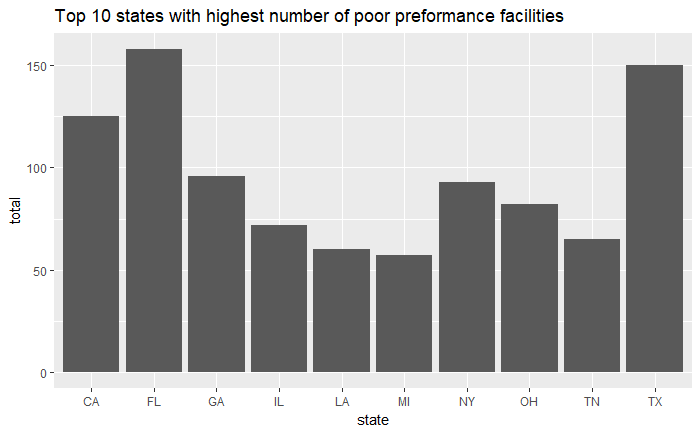 Top 10 states with highest number of poor preformance facilities
150
100
50
0
total
CA FL GA IL LA MI NY OH TN TX
state